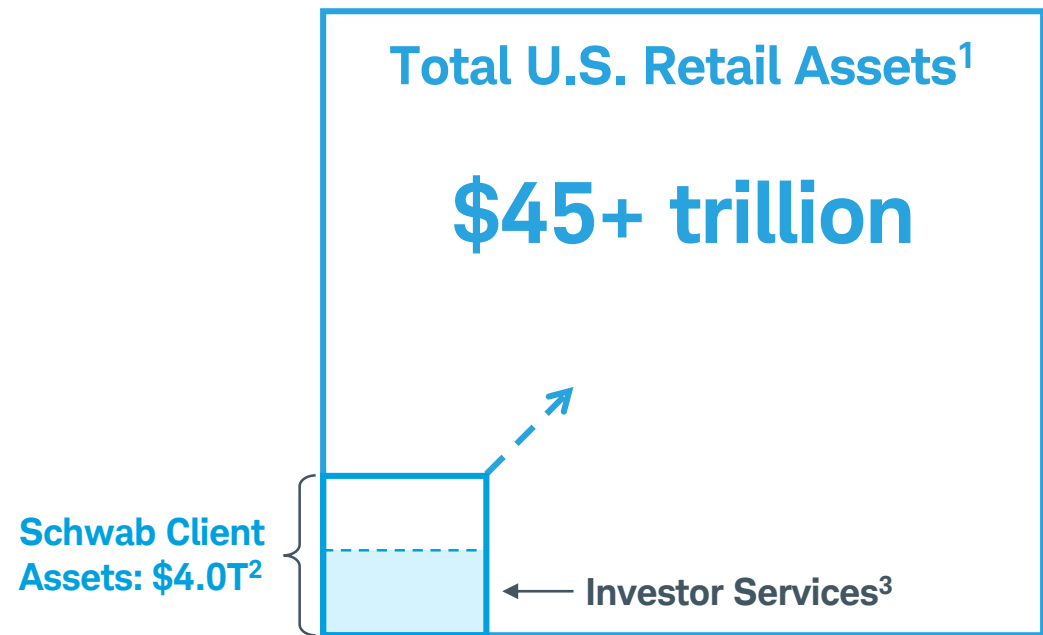 Total U.S. Retail Assets¹
$45+ trillion
Schwab Client
Assets: $4.0T²
Investor Services³